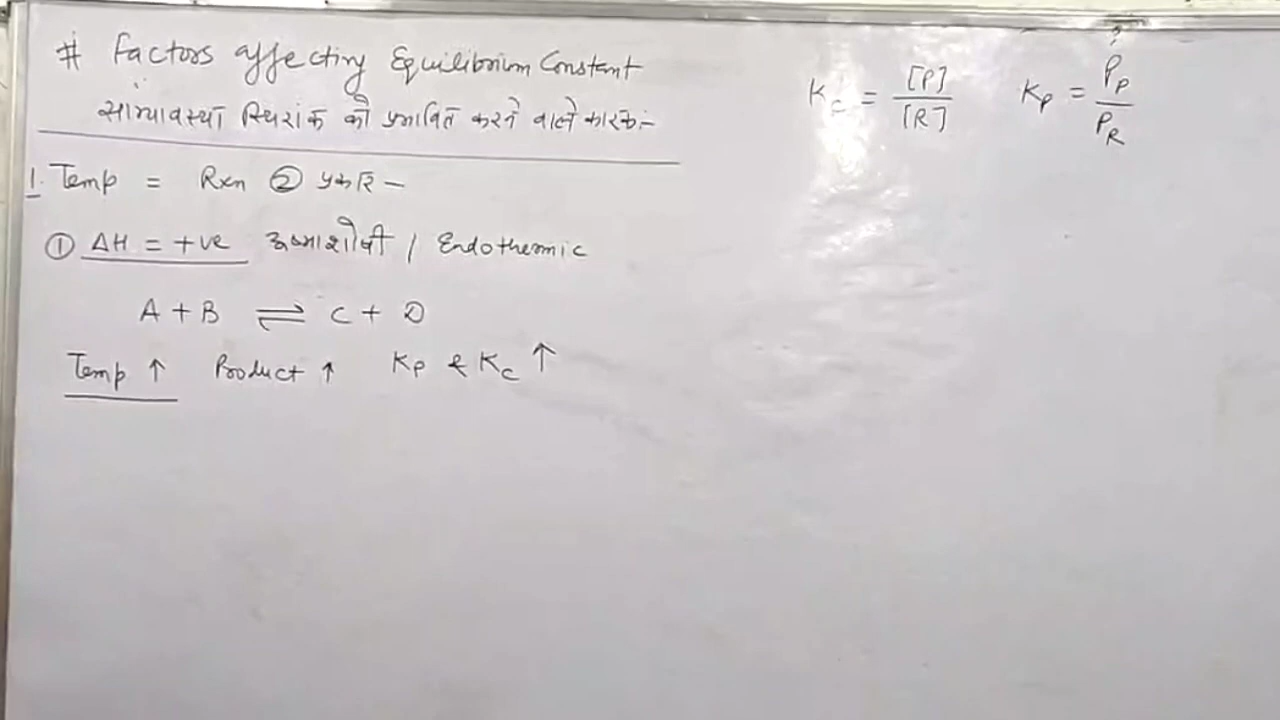 # Factors affecting Equilibrium Constant
साम्यावस्था स्थिरांक को प्रभावित करने वाले कारक:-
1. Temp = Rxn ② प्रकार -
① ΔH = +ve ऊष्माशोषी / Endothermic
A + B ⇌ C + D
Temp ↑ Product ↑ Kp & Kc ↑
Kc = [P] / [R]
Kp = PP / PR